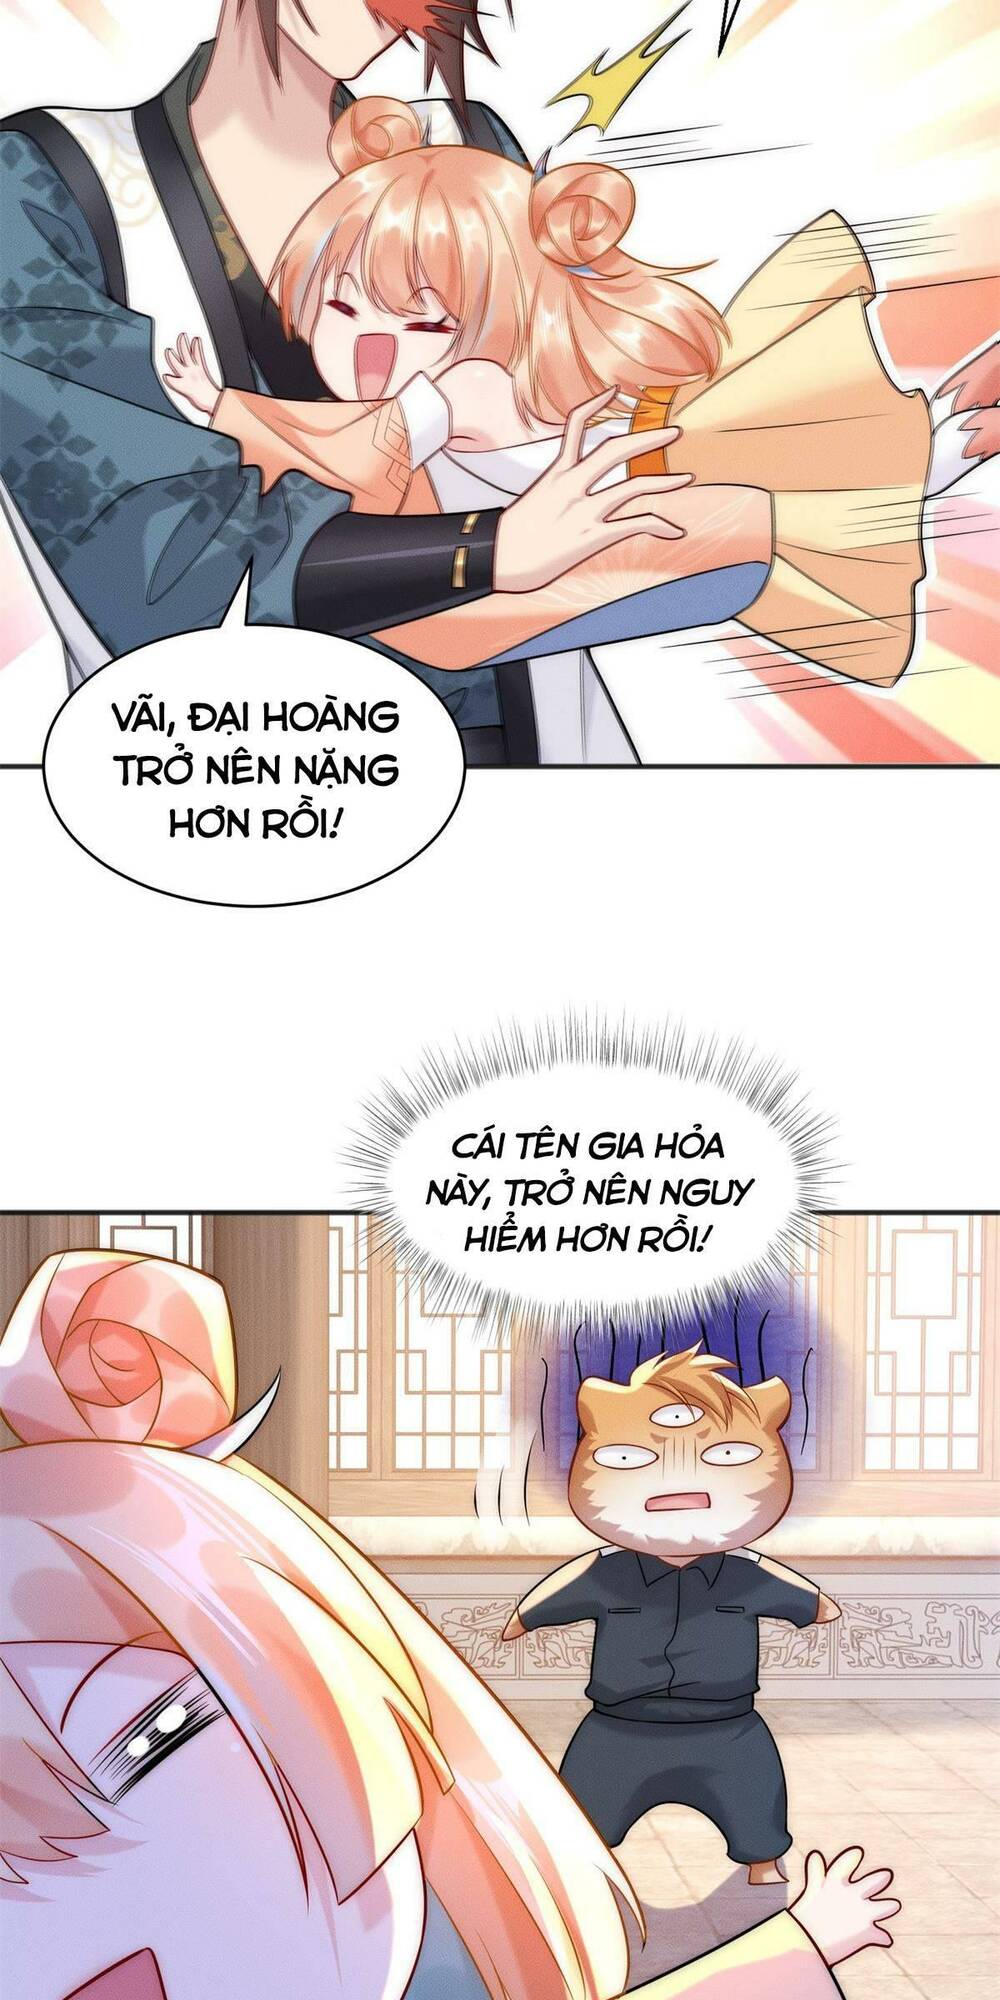 VÃI, ĐẠI HOÀNG
TRỞ NÊN NẶNG
HƠN RỒI!
CÁI TÊN GIA HỎA
NÀY, TRỞ NÊN NGUY
HIỂM HƠN RỒI!